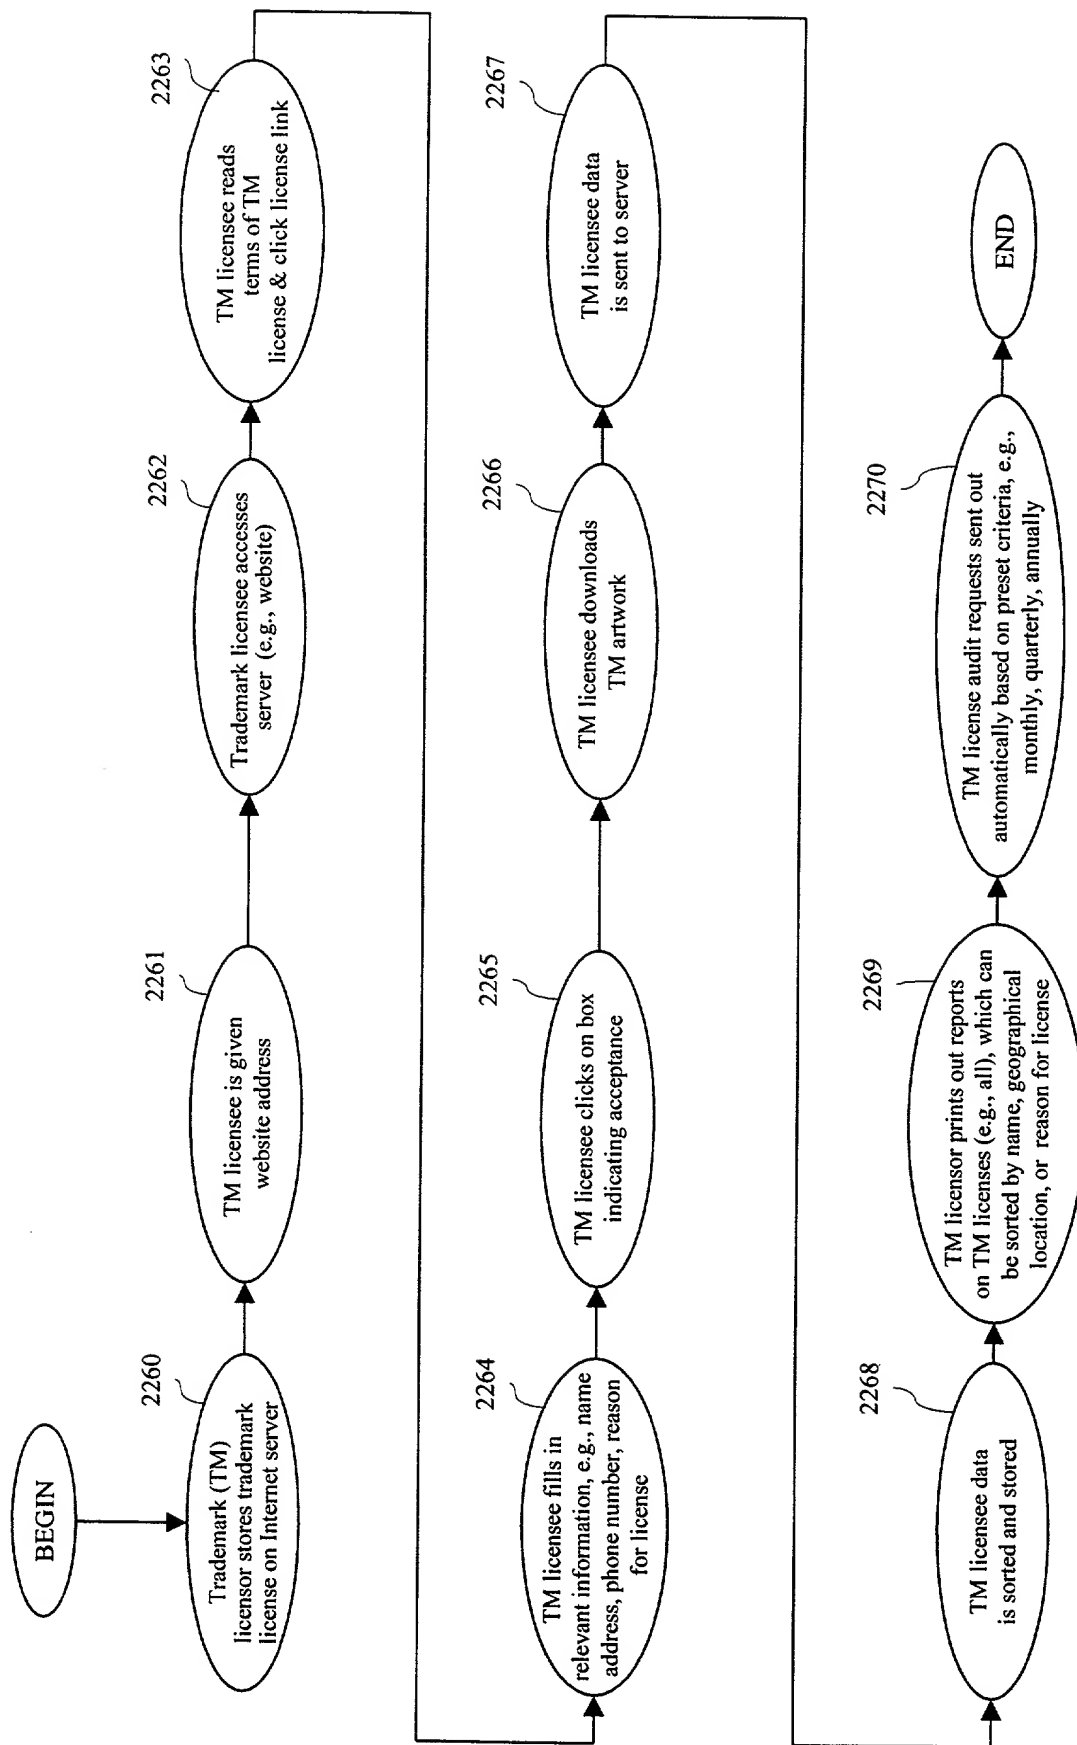 BEGIN
2260
Trademark (TM)
licensor stores trademark
license on Internet server
2261
TM licensee is given
website address
2262
Trademark licensee accesses
server (e.g., website)
2263
TM licensee reads
terms of TM
license & click license link
2264
TM licensee fills in
relevant information, e.g., name
address, phone number, reason
for license
2265
TM licensee clicks on box
indicating acceptance
2266
TM licensee downloads
TM artwork
2267
TM licensee data
is sent to server
2268
TM licensee data
is sorted and stored
2269
TM licensor prints out reports
on TM licenses (e.g., all), which can
be sorted by name, geographical
location, or reason for license
2270
TM license audit requests sent out
automatically based on preset criteria, e.g.,
monthly, quarterly, annually
END